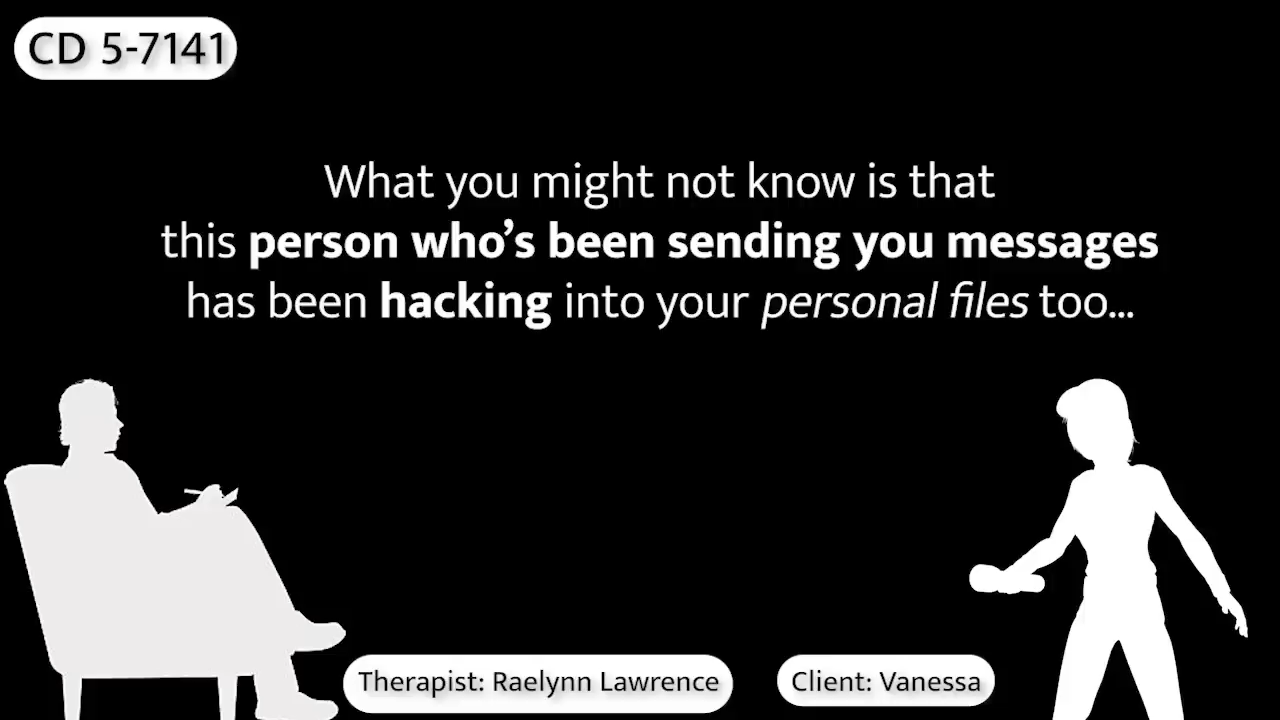 CD 5-7141
What you might not know is that
this person who’s been sending you messages
has been hacking into your personal files too...
Therapist: Raelynn Lawrence
Client: Vanessa